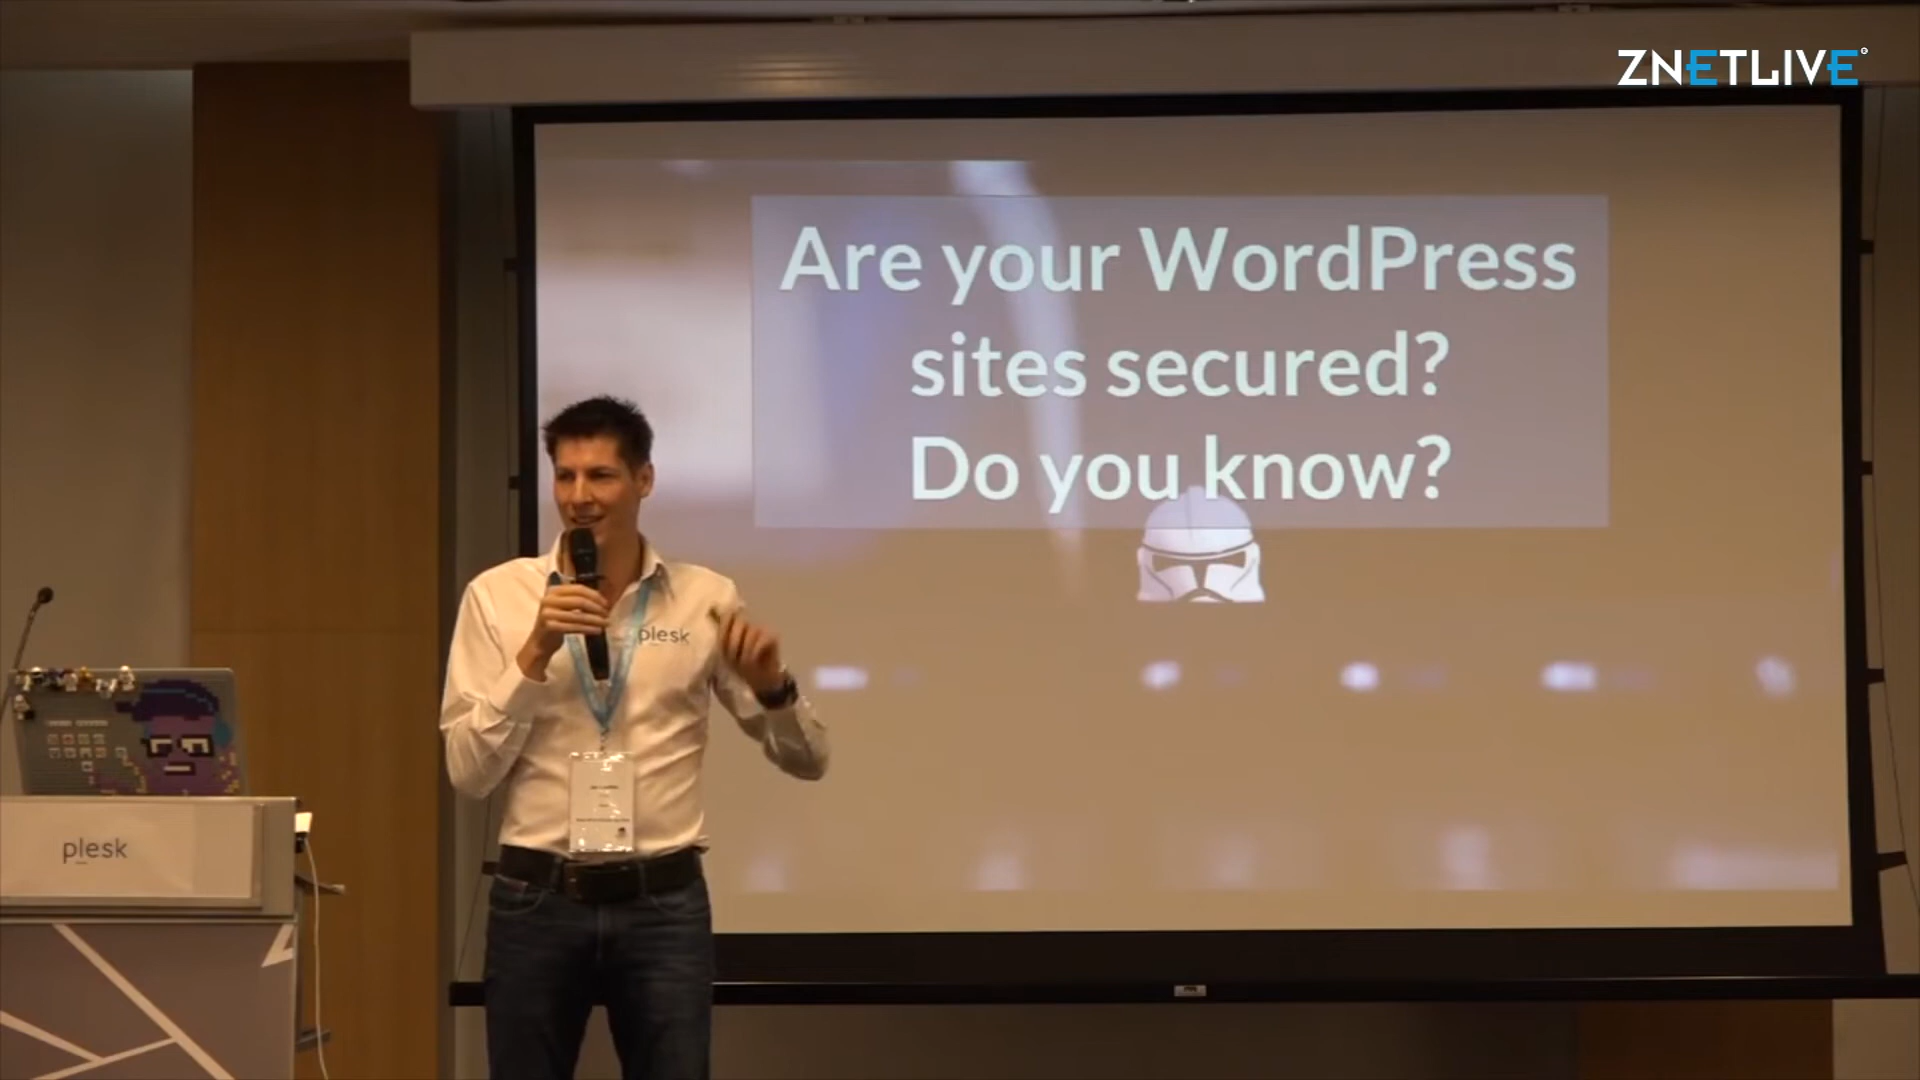 ZNETLIVE
Are your WordPress
sites secured?
Do you know?
plesk
plesk